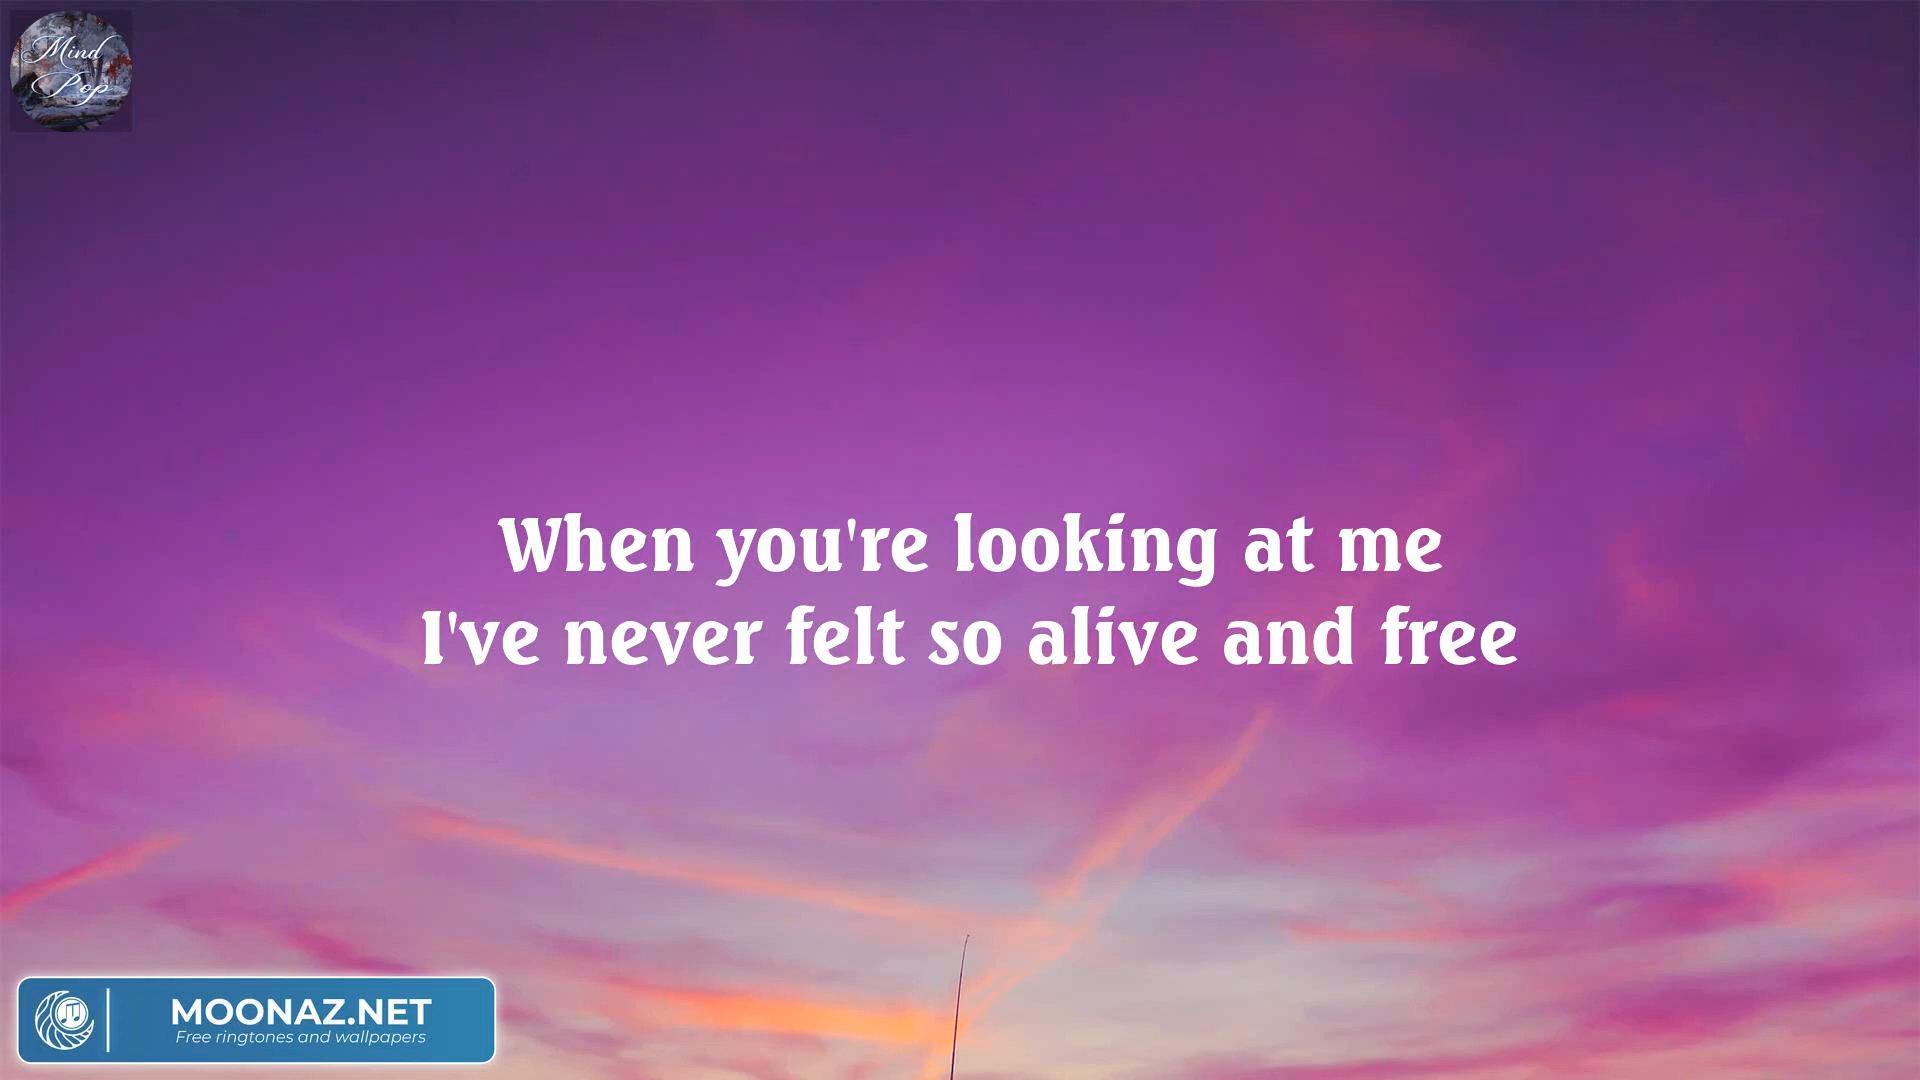 Mind
Pop
When you're looking at me
I've never felt so alive and free
MOONAZ.NET
Free ringtones and wallpapers